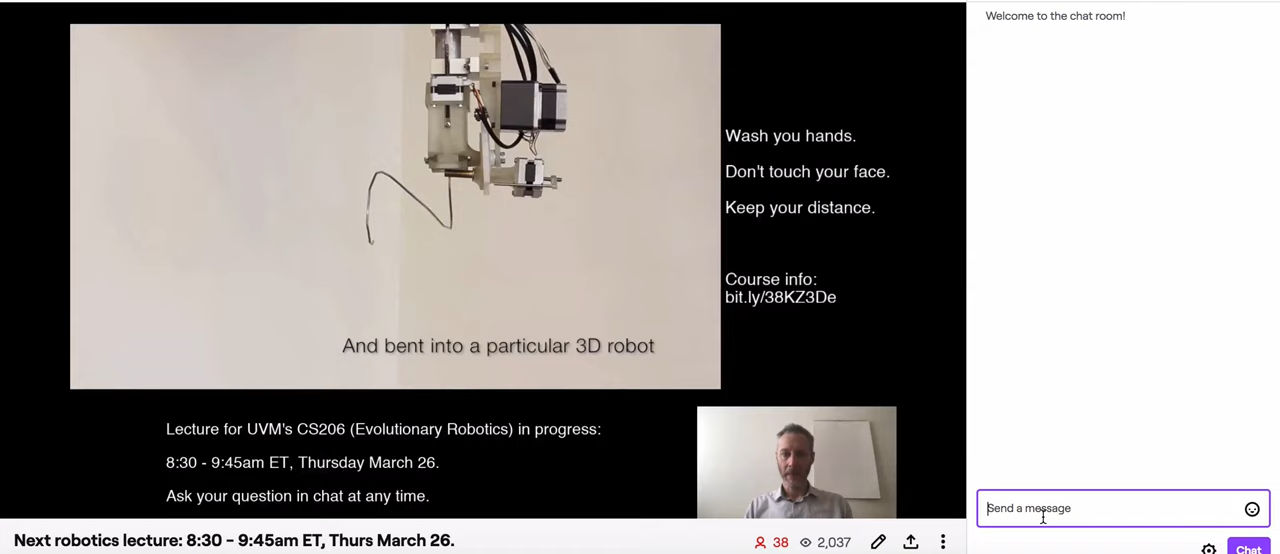 Welcome to the chat room!
Wash you hands.
Don't touch your face.
Keep your distance.
Course info:
bit.ly/38KZ3De
And bent into a particular 3D robot
Lecture for UVM's CS206 (Evolutionary Robotics) in progress:
8:30 - 9:45am ET, Thursday March 26.
Ask your question in chat at any time.
Send a message
Next robotics lecture: 8:30 - 9:45am ET, Thurs March 26.
38
2,037
Chat